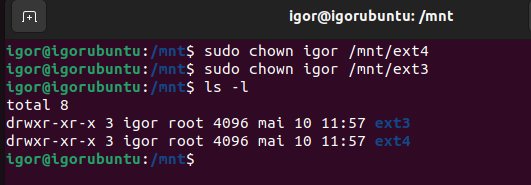 igor@igorubuntu: /mnt
igor@igorubuntu:/mnt$ sudo chown igor /mnt/ext4
igor@igorubuntu:/mnt$ sudo chown igor /mnt/ext3
igor@igorubuntu:/mnt$ ls -l
total 8
drwxr-xr-x 3 igor root 4096 mai 10 11:57 ext3
drwxr-xr-x 3 igor root 4096 mai 10 11:57 ext4
igor@igorubuntu:/mnt$